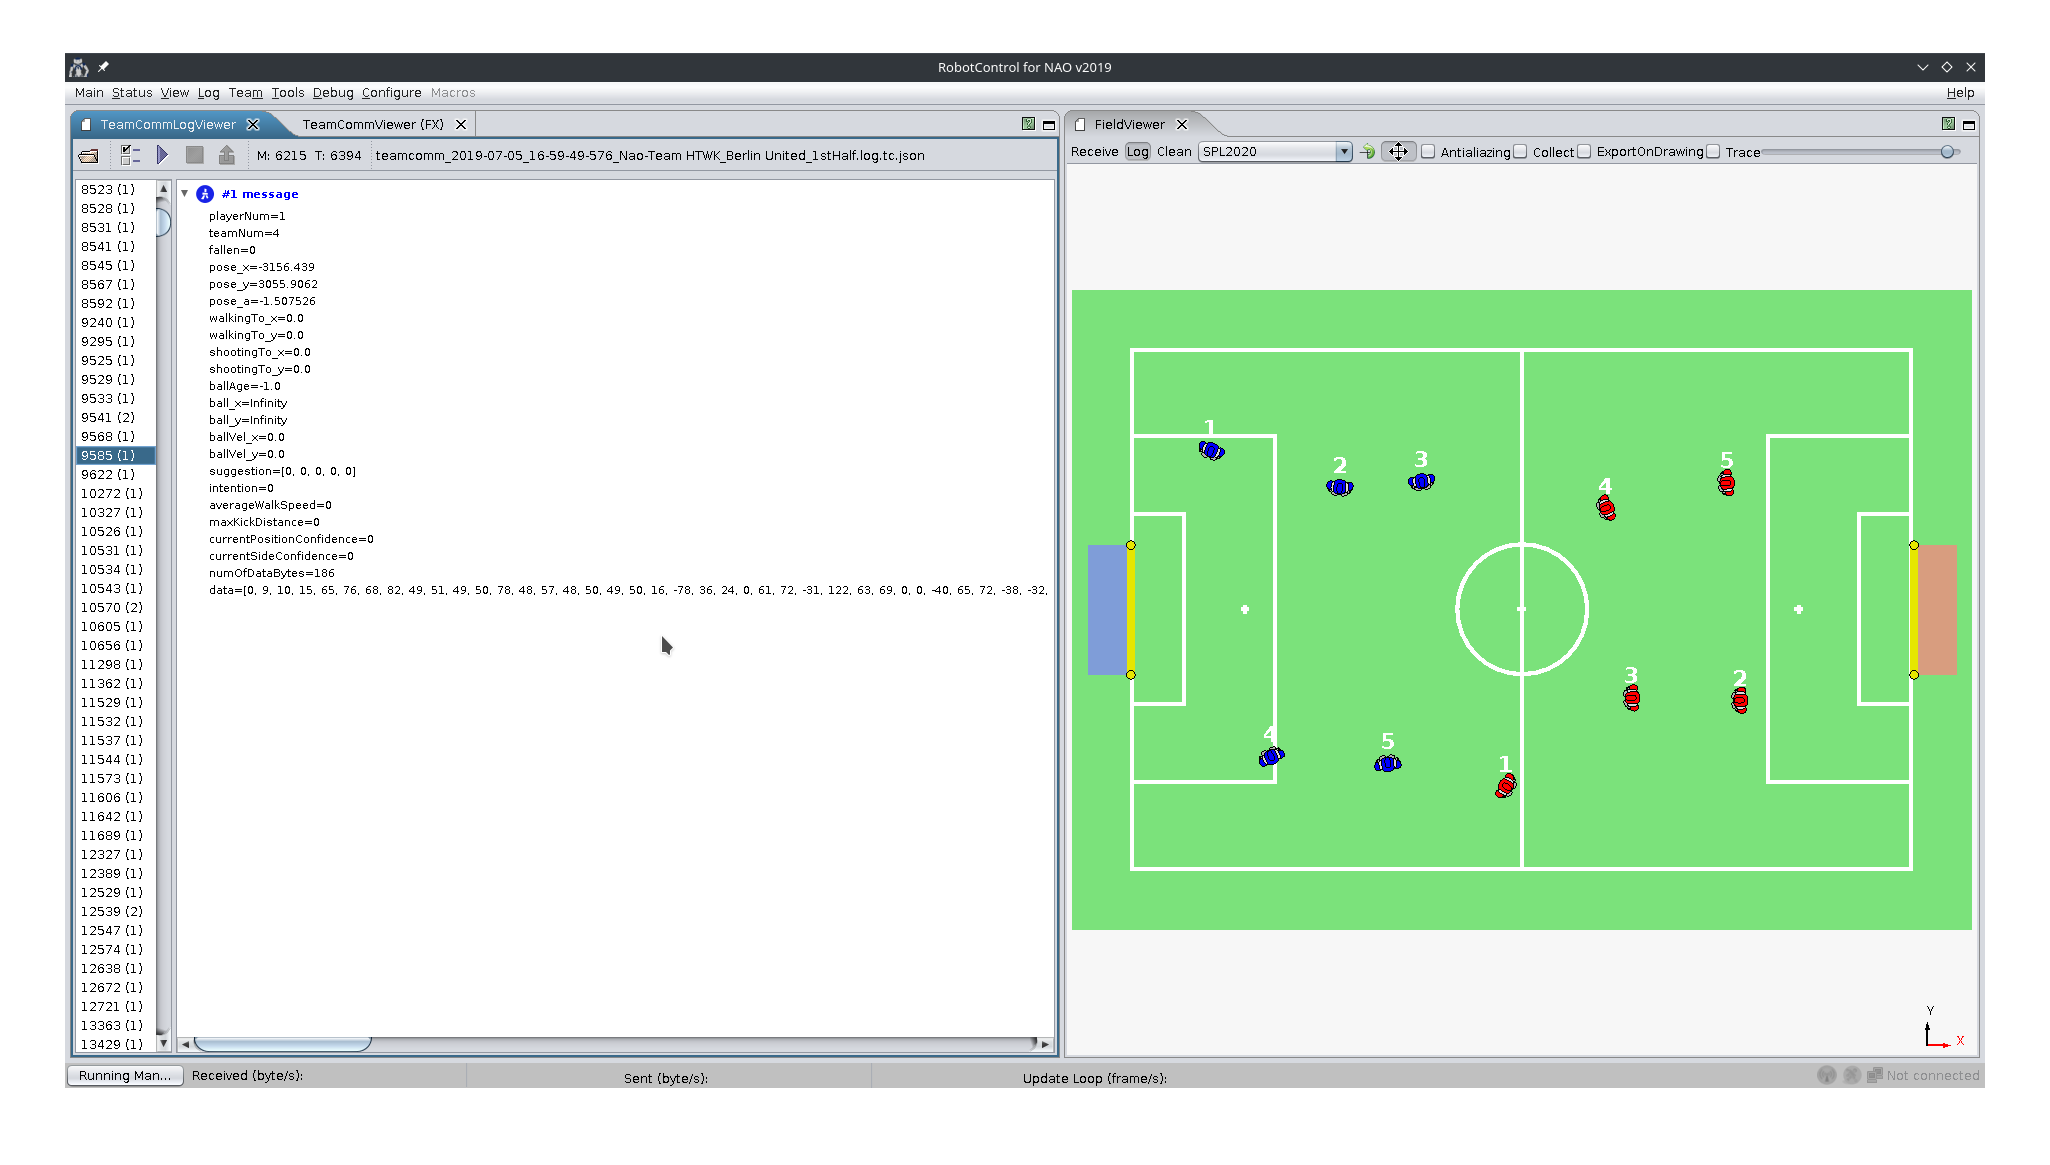 RobotControl for NAO v2019
Main Status View Log Team Tools Debug Configure Macros Help
TeamCommLogViewer TeamCommViewer (FX)
M: 6215 T: 6394 teamcomm_2019-07-05_16-59-49-576_Nao-Team HTWK_Berlin United_1stHalf.log.tc.json
8523 (1)
8528 (1)
8531 (1)
8541 (1)
8545 (1)
8567 (1)
8592 (1)
9240 (1)
9295 (1)
9525 (1)
9529 (1)
9533 (1)
9541 (2)
9568 (1)
9585 (1)
9622 (1)
10272 (1)
10327 (1)
10526 (1)
10531 (1)
10534 (1)
10543 (1)
10570 (2)
10605 (1)
10656 (1)
11298 (1)
11362 (1)
11529 (1)
11532 (1)
11537 (1)
11544 (1)
11573 (1)
11606 (1)
11642 (1)
11689 (1)
12327 (1)
12389 (1)
12529 (1)
12539 (2)
12547 (1)
12574 (1)
12638 (1)
12672 (1)
12721 (1)
13363 (1)
13429 (1)
#1 message
playerNum=1
teamNum=4
fallen=0
pose_x=-3156.439
pose_y=3055.9062
pose_a=-1.507526
walkingTo_x=0.0
walkingTo_y=0.0
shootingTo_x=0.0
shootingTo_y=0.0
ballAge=-1.0
ball_x=Infinity
ball_y=Infinity
ballVel_x=0.0
ballVel_y=0.0
suggestion=[0, 0, 0, 0, 0]
intention=0
averageWalkSpeed=0
maxKickDistance=0
currentPositionConfidence=0
currentSideConfidence=0
numOfDataBytes=186
data=[0, 9, 10, 15, 65, 76, 68, 82, 49, 51, 49, 50, 78, 48, 57, 48, 50, 49, 50, 16, -78, 36, 24, 0, 61, 72, -31, 122, 63, 69, 0, 0, -40, 65, 72, -38, -32,
FieldViewer
Receive Log Clean SPL2020 Antialiazing Collect ExportOnDrawing Trace
1
2
3
5
4
3
2
4
5
1
Y
X
Running Man... Received (byte/s): Sent (byte/s): Update Loop (frame/s): Not connected